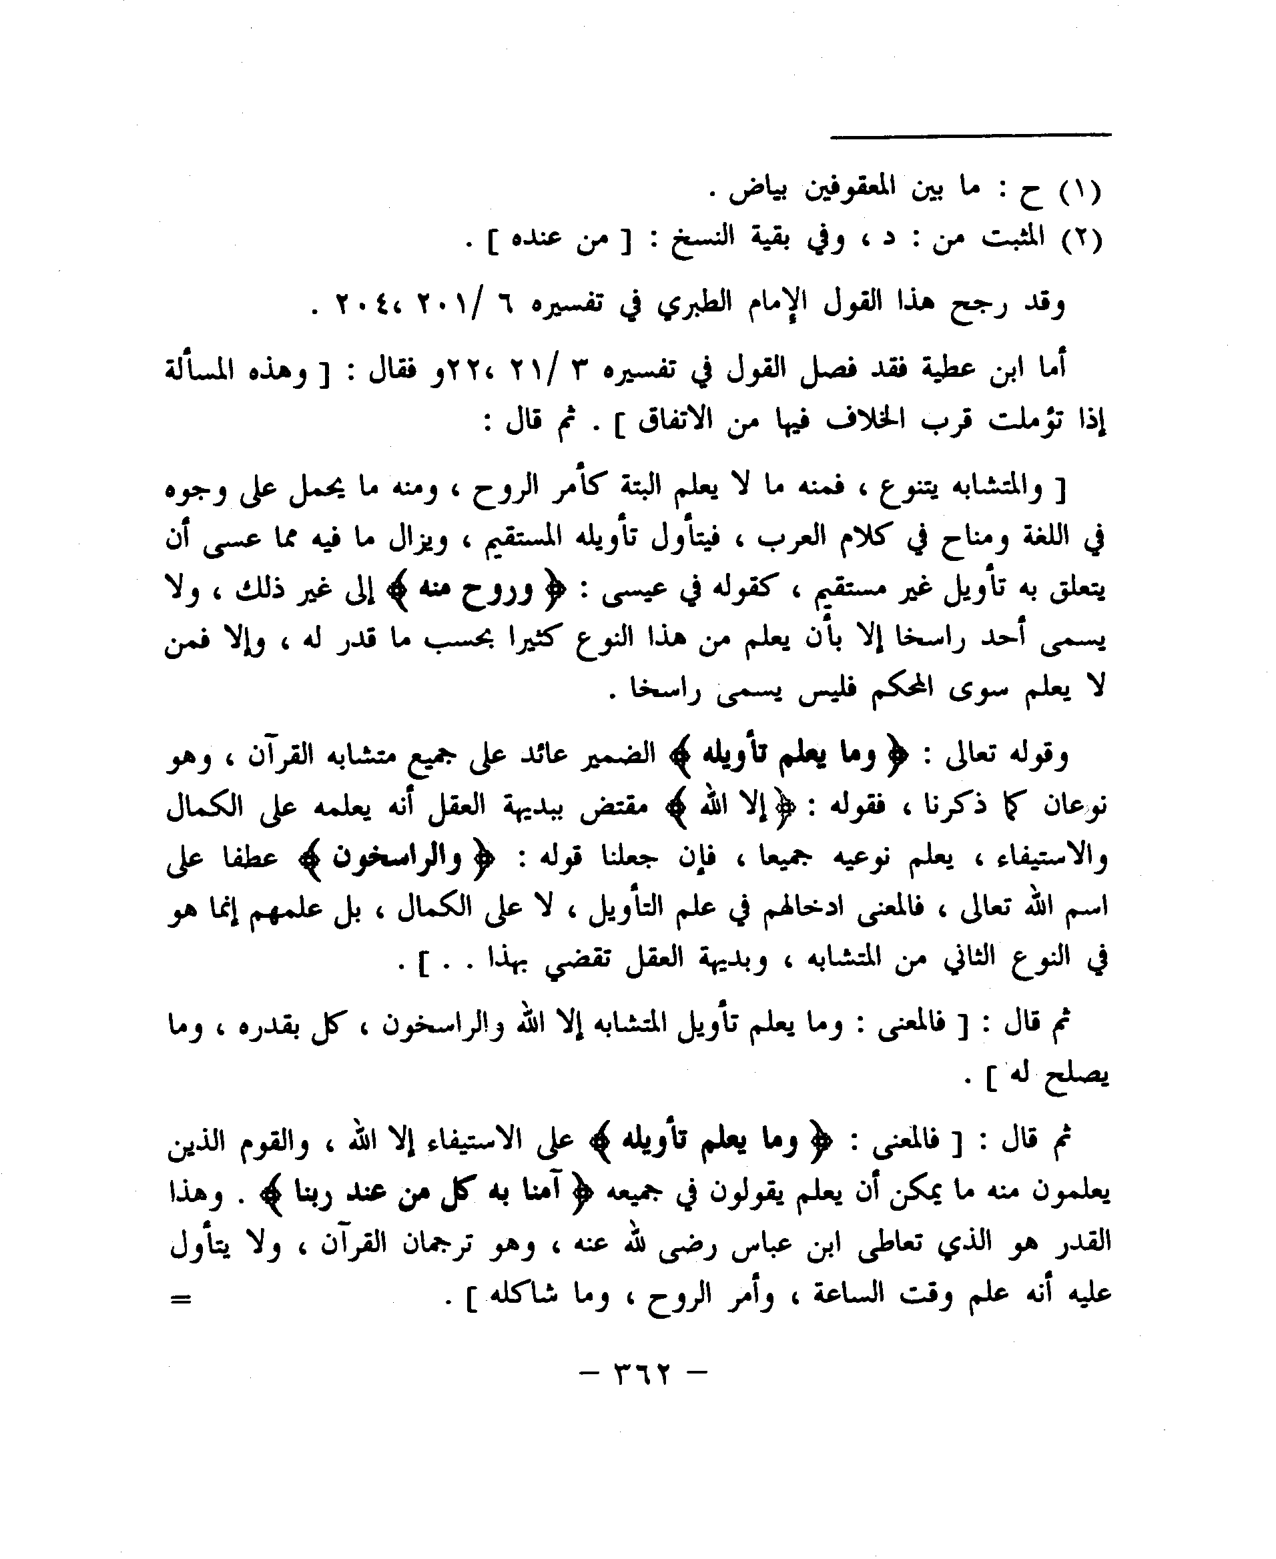 (١) ح : ما بين المعقوفين بياض .
(٢) المثبت من : د ، وفي بقية النسخ : [ من عنده ] .
وقد رجح هذا القول الإمام الطبري في تفسيره ٦ /٢٠١ ،٢٠٤ .
أما ابن عطية فقد فصل القول في تفسيره ٣ /٢١ ،٢٢و فقال : [ وهذه المسألة
إذا تؤملت قرب الخلاف فيها من الاتفاق ] . ثم قال :
[ والمتشابه يتنوع ، فمنه ما لا يعلم البتة كأمر الروح ، ومنه ما يحمل على وجوه
في اللغة ومناح في كلام العرب ، فيتأول تأويله المستقيم ، ويزال ما فيه مما عسى أن
يتعلق به تأويل غير مستقيم ، كقوله في عيسى : ﴿ وروح منه ﴾ إلى غير ذلك ، ولا
يسمى أحد راسخا إلا بأن يعلم من هذا النوع كثيرا بحسب ما قدر له ، وإلا فمن
لا يعلم سوى المحكم فليس يسمى راسخا .
وقوله تعالى : ﴿ وما يعلم تأويله ﴾ الضمير عائد على جميع متشابه القرآن ، وهو
نوعان كما ذكرنا ، فقوله : ﴿ إلا الله ﴾ مقتض ببديهة العقل أنه يعلمه على الكمال
والاستيفاء ، يعلم نوعيه جميعا ، فإن جعلنا قوله : ﴿ والراسخون ﴾ عطفا على
اسم الله تعالى ، فالمعنى ادخالهم في علم التأويل ، لا على الكمال ، بل علمهم إنما هو
في النوع الثاني من المتشابه ، وبديهة العقل تقضي بهذا . . ] .
ثم قال : [ فالمعنى : وما يعلم تأويل المتشابه إلا الله والراسخون ، كل بقدره ، وما
يصلح له ] .
ثم قال : [ فالمعنى : ﴿ وما يعلم تأويله ﴾ على الاستيفاء إلا الله ، والقوم الذين
يعلمون منه ما يمكن أن يعلم يقولون في جميعه ﴿ آمنا به كل من عند ربنا ﴾ . وهذا
القدر هو الذي تعاطى ابن عباس رضى لله عنه ، وهو ترجمان القرآن ، ولا يتأول
عليه أنه علم وقت الساعة ، وأمر الروح ، وما شاكله ] . =
– ٣٦٢ –